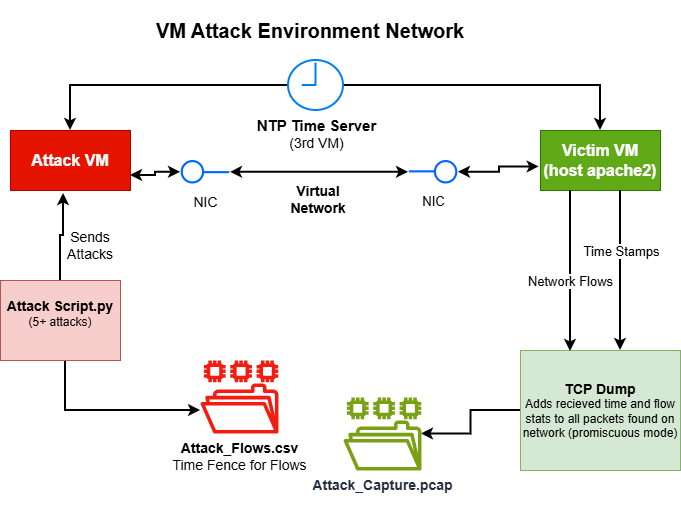 VM Attack Environment Network
NTP Time Server
(3rd VM)
Attack VM
Victim VM
(host apache2)
NIC
Virtual
Network
NIC
Sends
Attacks
Time Stamps
Network Flows
Attack Script.py
(5+ attacks)
TCP Dump
Adds recieved time and flow
stats to all packets found on
network (promiscuous mode)
Attack_Flows.csv
Time Fence for Flows
Attack_Capture.pcap